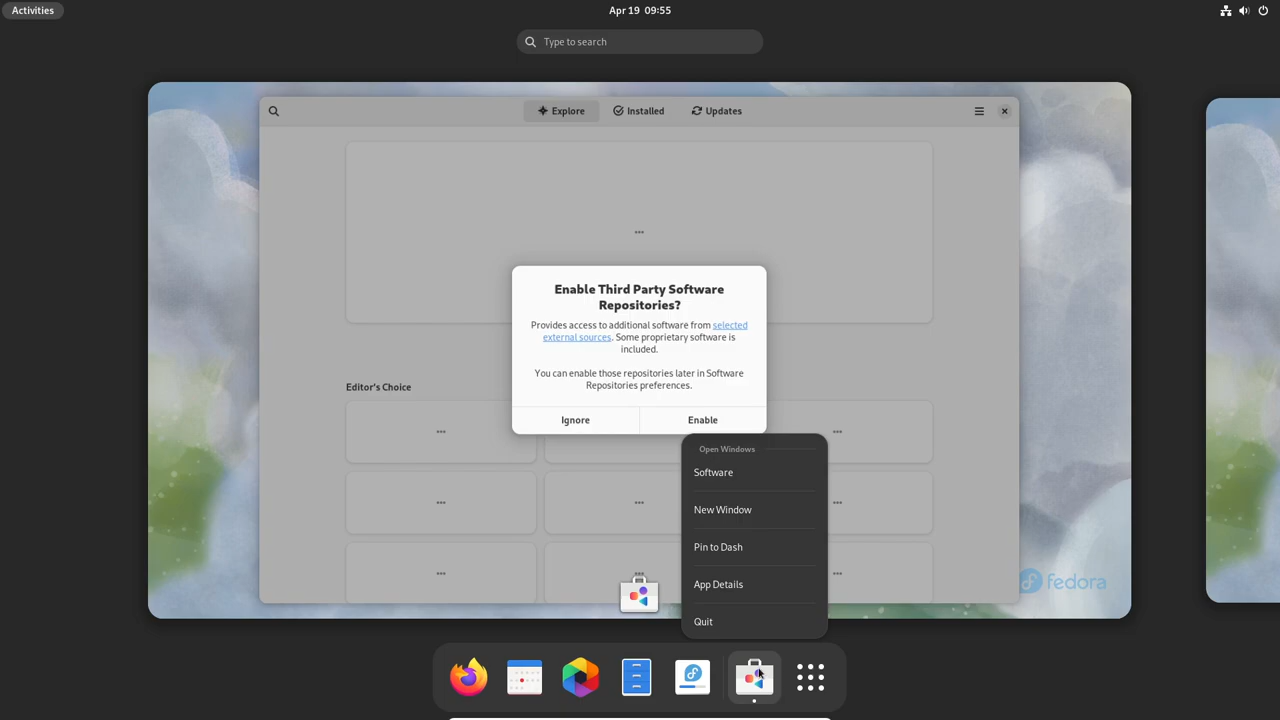 Activities
Apr 19 09:55
Type to search
Explore
Installed
Updates
Enable Third Party Software
Repositories?
Provides access to additional software from selected
external sources. Some proprietary software is
included.
You can enable those repositories later in Software
Repositories preferences.
Ignore
Enable
Editor's Choice
Open Windows
Software
New Window
Pin to Dash
App Details
Quit
fedora